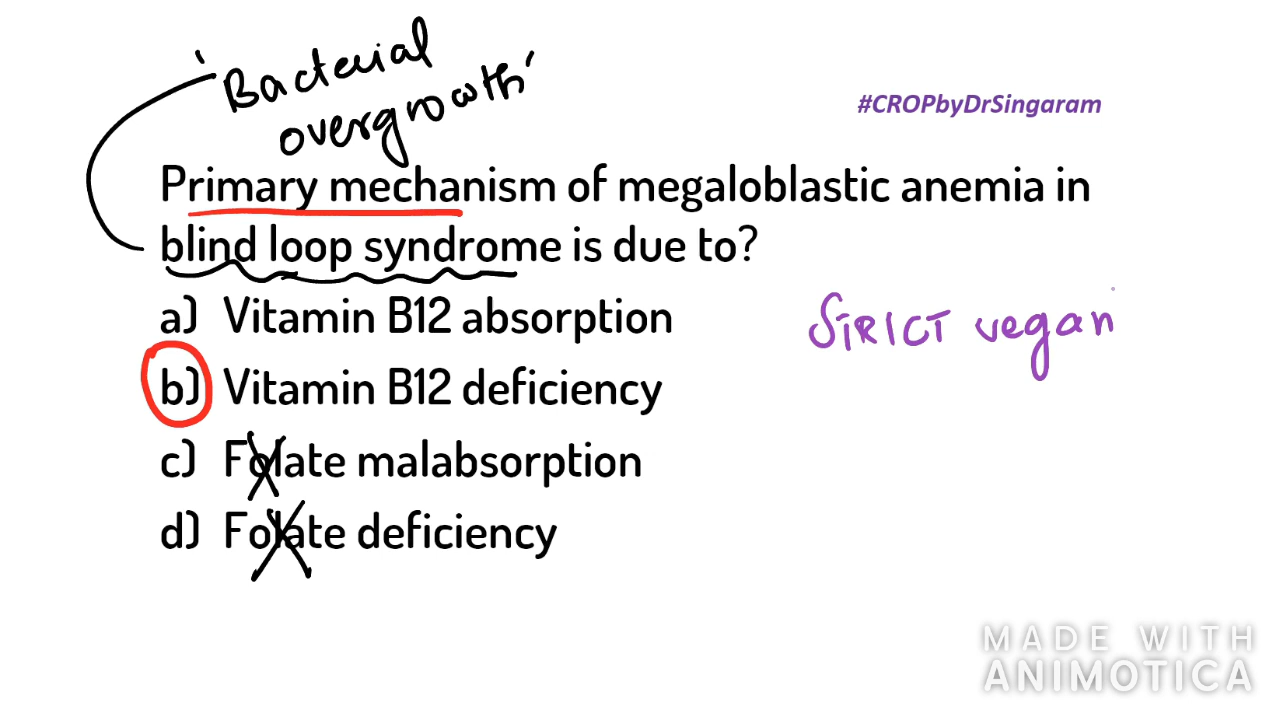 'Bacterial
overgrowth'
#CROPbyDrSingaram
Primary mechanism of megaloblastic anemia in
blind loop syndrome is due to?
a) Vitamin B12 absorption
STRICT vegan
b) Vitamin B12 deficiency
c) Folate malabsorption
d) Folate deficiency
MADE WITH
ANIMOTICA